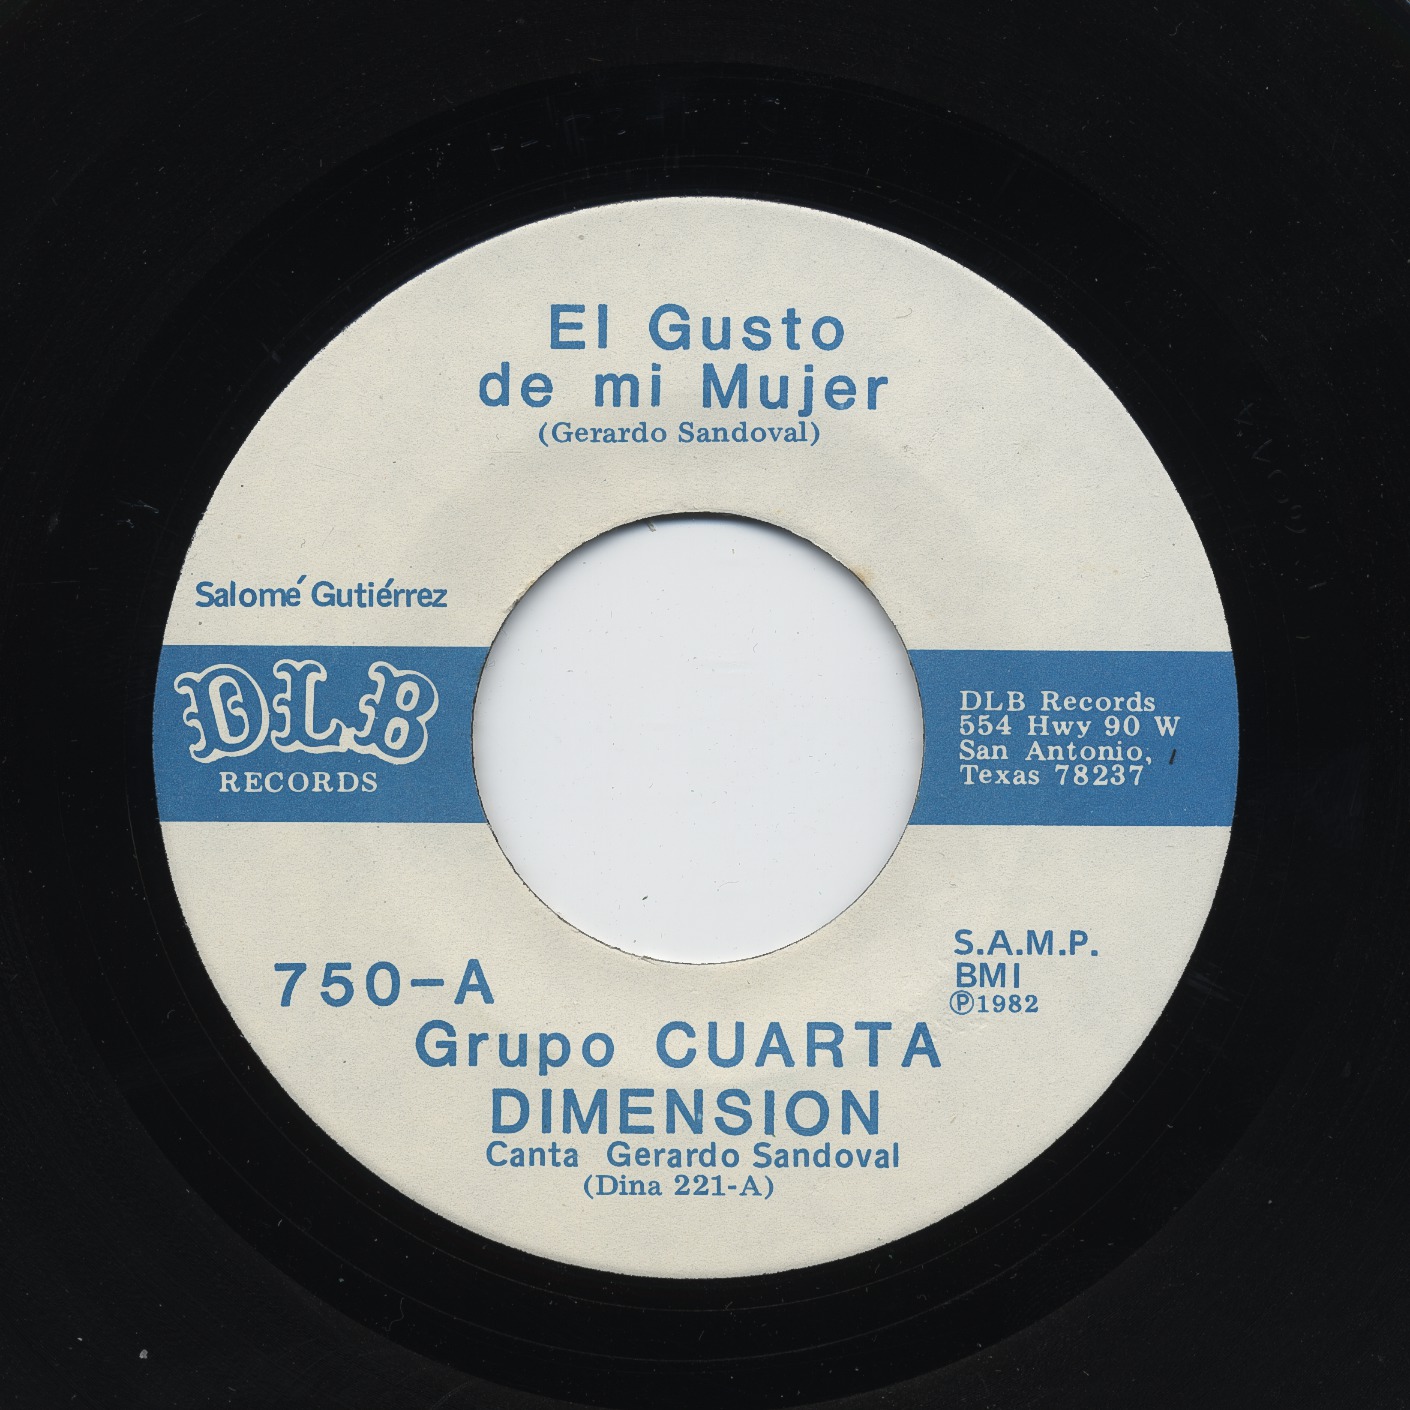 El Gusto
de mi Mujer
(Gerardo Sandoval)
Salomé Gutiérrez
DLB
RECORDS
DLB Records
554 Hwy 90 W
San Antonio,
Texas 78237
750-A
S.A.M.P.
BMI
℗1982
Grupo CUARTA
DIMENSION
Canta Gerardo Sandoval
(Dina 221-A)